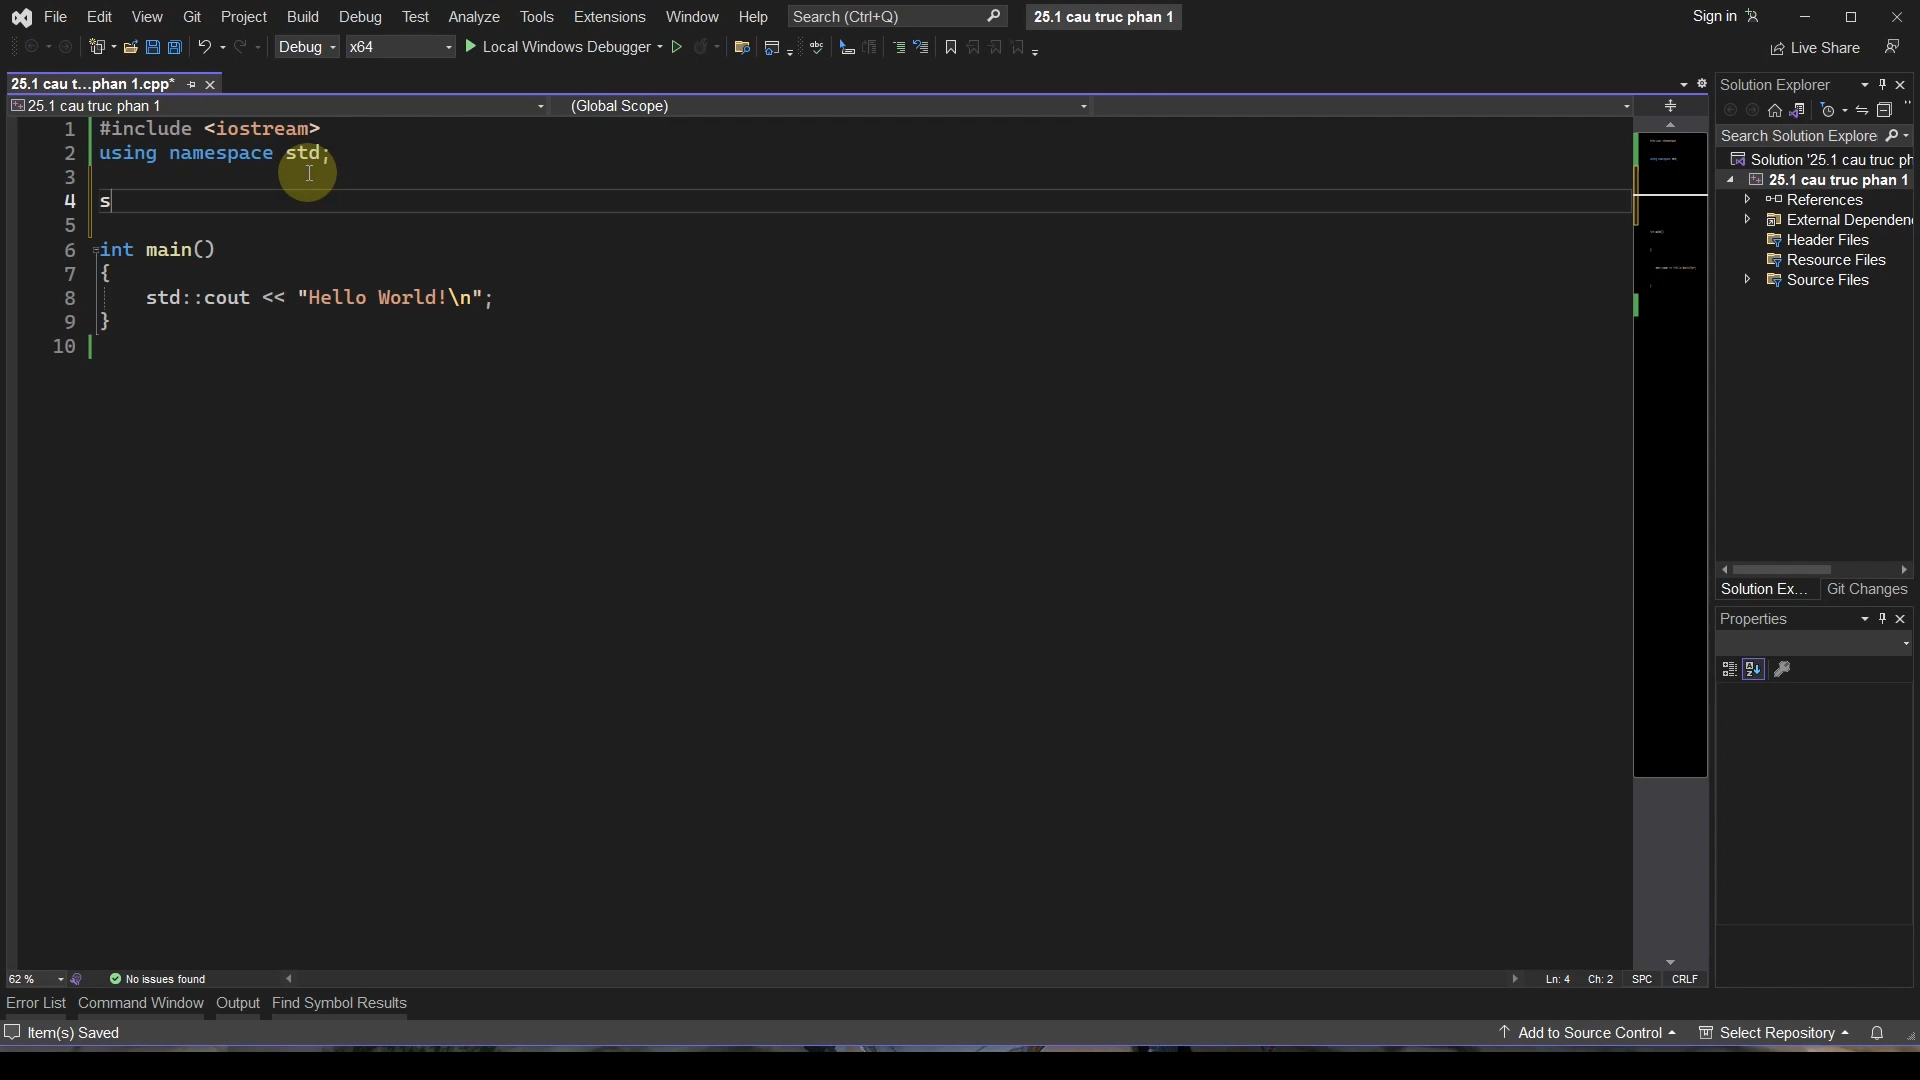 File Edit View Git Project Build Debug Test Analyze Tools Extensions Window Help Search (Ctrl+Q) 25.1 cau truc phan 1 Sign in
Debug x64 Local Windows Debugger Live Share
25.1 cau t...phan 1.cpp*
25.1 cau truc phan 1 (Global Scope)
1 #include <iostream>
2 using namespace std;
3
4 s
5
6 int main()
7 {
8 std::cout << "Hello World!\n";
9 }
10
Solution Explorer
Search Solution Explore
Solution '25.1 cau truc ph
25.1 cau truc phan 1
References
External Dependen
Header Files
Resource Files
Source Files
Solution Ex... Git Changes
Properties
62 % No issues found Ln: 4 Ch: 2 SPC CRLF
Error List Command Window Output Find Symbol Results
Item(s) Saved Add to Source Control Select Repository